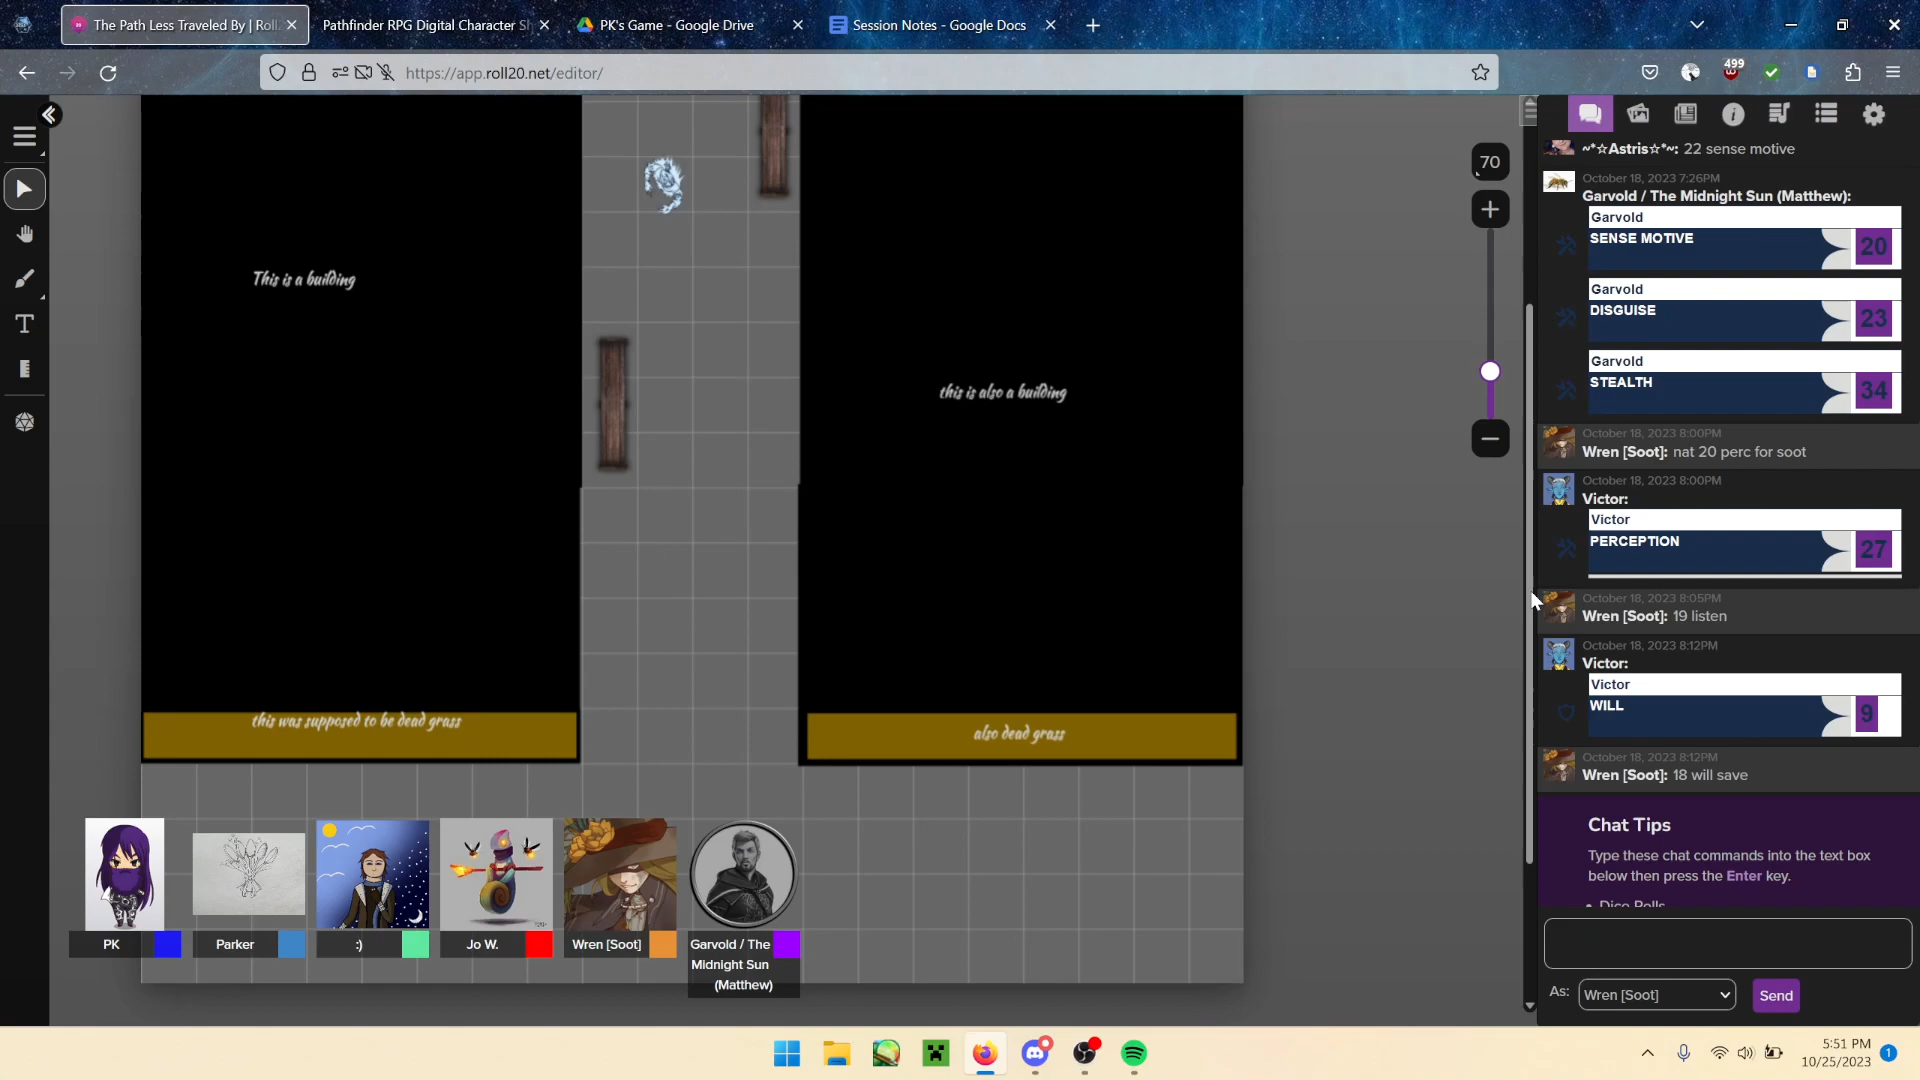 The Path Less Traveled By | Roll
Pathfinder RPG Digital Character Sh
PK's Game - Google Drive
Session Notes - Google Docs
https://app.roll20.net/editor/
499
70
This is a building
this is also a building
this was supposed to be dead grass
also dead grass
PK
Parker
:)
Jo W.
Wren [Soot]
Garvold / The
Midnight Sun
(Matthew)
~*☆Astris☆*~: 22 sense motive
October 18, 2023 7:26PM
Garvold / The Midnight Sun (Matthew):
Garvold
SENSE MOTIVE
20
Garvold
DISGUISE
23
Garvold
STEALTH
34
October 18, 2023 8:00PM
Wren [Soot]: nat 20 perc for soot
October 18, 2023 8:00PM
Victor:
Victor
PERCEPTION
27
October 18, 2023 8:05PM
Wren [Soot]: 19 listen
October 18, 2023 8:12PM
Victor:
Victor
WILL
9
October 18, 2023 8:12PM
Wren [Soot]: 18 will save
Chat Tips
Type these chat commands into the text box
below then press the Enter key.
• Dice Rolls
As:
Wren [Soot]
Send
5:51 PM
10/25/2023
1